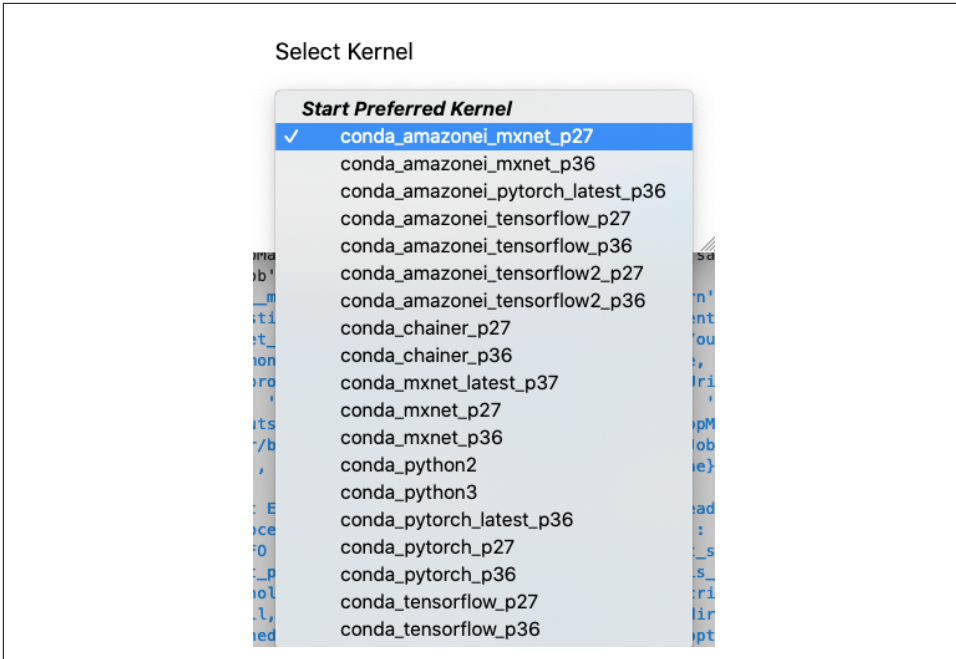 Select Kernel
Start Preferred Kernel
✓ conda_amazonei_mxnet_p27
conda_amazonei_mxnet_p36
conda_amazonei_pytorch_latest_p36
conda_amazonei_tensorflow_p27
conda_amazonei_tensorflow_p36
conda_amazonei_tensorflow2_p27
conda_amazonei_tensorflow2_p36
conda_chainer_p27
conda_chainer_p36
conda_mxnet_latest_p37
conda_mxnet_p27
conda_mxnet_p36
conda_python2
conda_python3
conda_pytorch_latest_p36
conda_pytorch_p27
conda_pytorch_p36
conda_tensorflow_p27
conda_tensorflow_p36